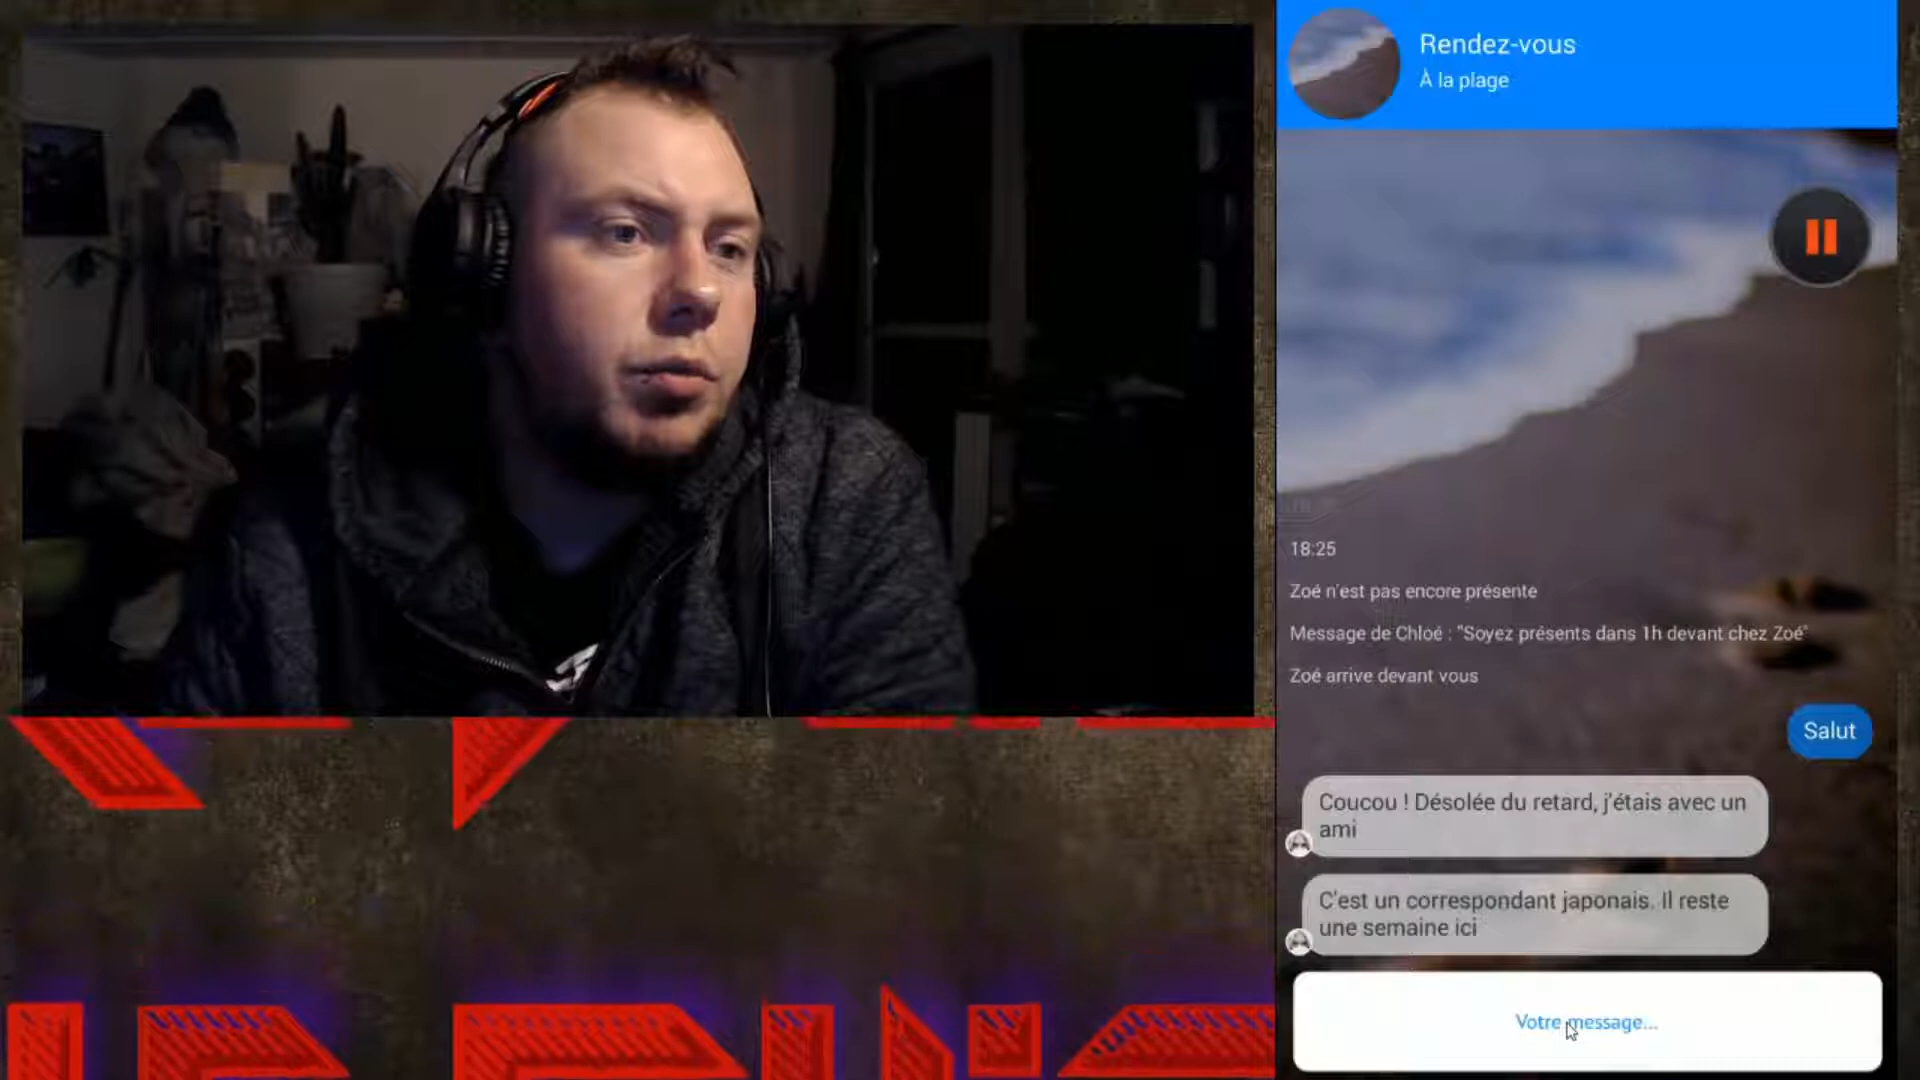 Rendez-vous
À la plage
18:25
Zoé n'est pas encore présente
Message de Chloé : "Soyez présents dans 1h devant chez Zoé"
Zoé arrive devant vous
Salut
Coucou ! Désolée du retard, j'étais avec un
ami
C'est un correspondant japonais. Il reste
une semaine ici
Votre message...